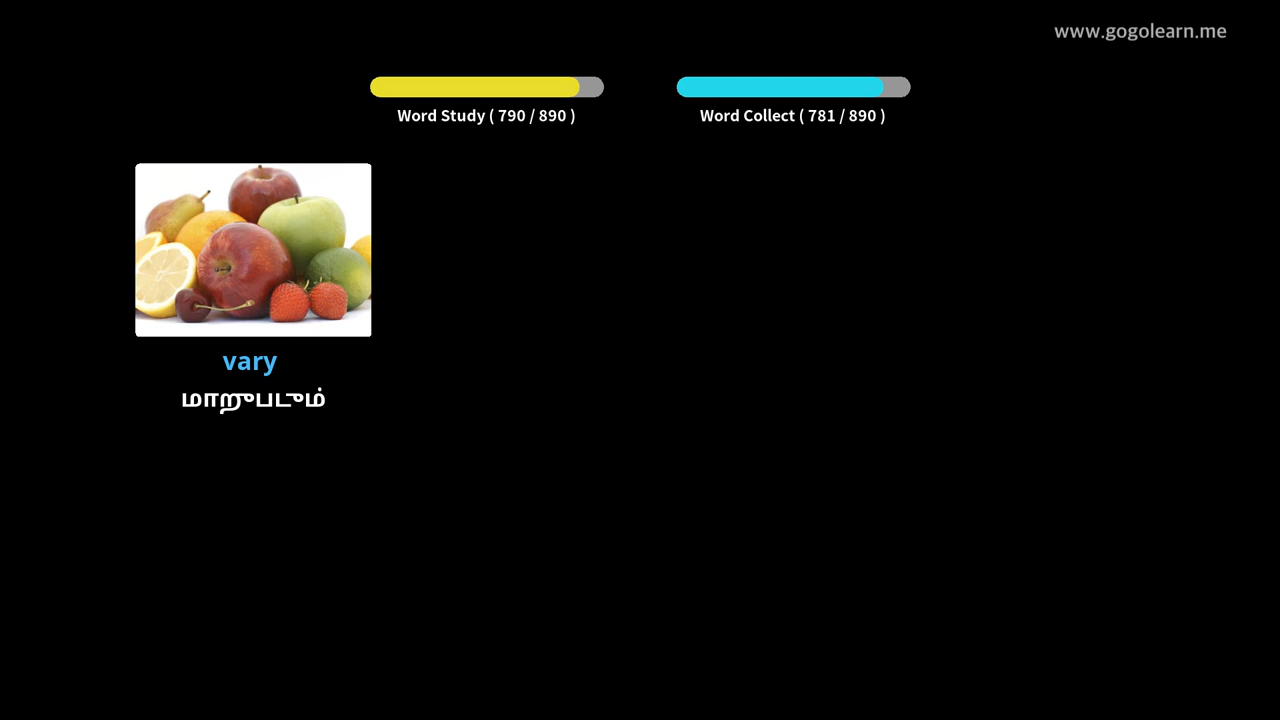 www.gogolearn.me
Word Study ( 790 / 890 )
Word Collect ( 781 / 890 )
vary
மாறுபடும்